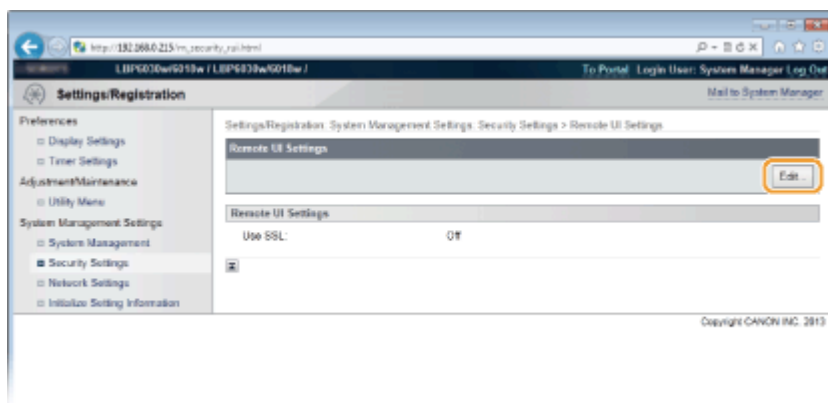 http://192.168.0.215/m_security_rui.html
LBP6030w/6018w / LBP6030w/6018w /
To Portal Login User: System Manager Log Out
Settings/Registration
Mail to System Manager
Preferences
Display Settings
Timer Settings
Adjustment/Maintenance
Utility Menu
System Management Settings
System Management
Security Settings
Network Settings
Initialize Setting Information
Settings/Registration: System Management Settings: Security Settings > Remote UI Settings
Remote UI Settings
Edit...
Remote UI Settings
Use SSL: Off
Copyright CANON INC. 2013